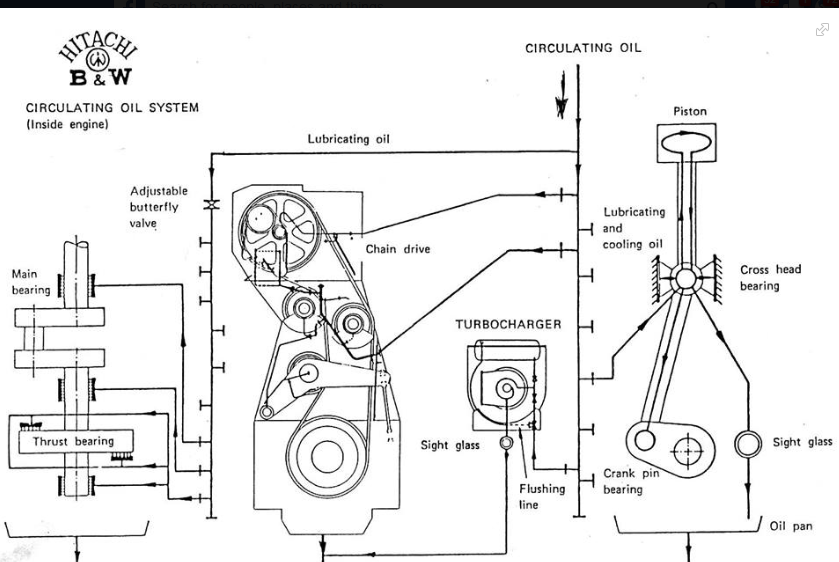 HITACHI
B & W
CIRCULATING OIL SYSTEM
(Inside engine)
CIRCULATING OIL
Lubricating oil
Piston
Adjustable
butterfly
valve
Lubricating
and
cooling oil
Chain drive
Main
bearing
Cross head
bearing
TURBOCHARGER
Thrust bearing
Sight glass
Sight glass
Flushing
line
Crank pin
bearing
Oil pan